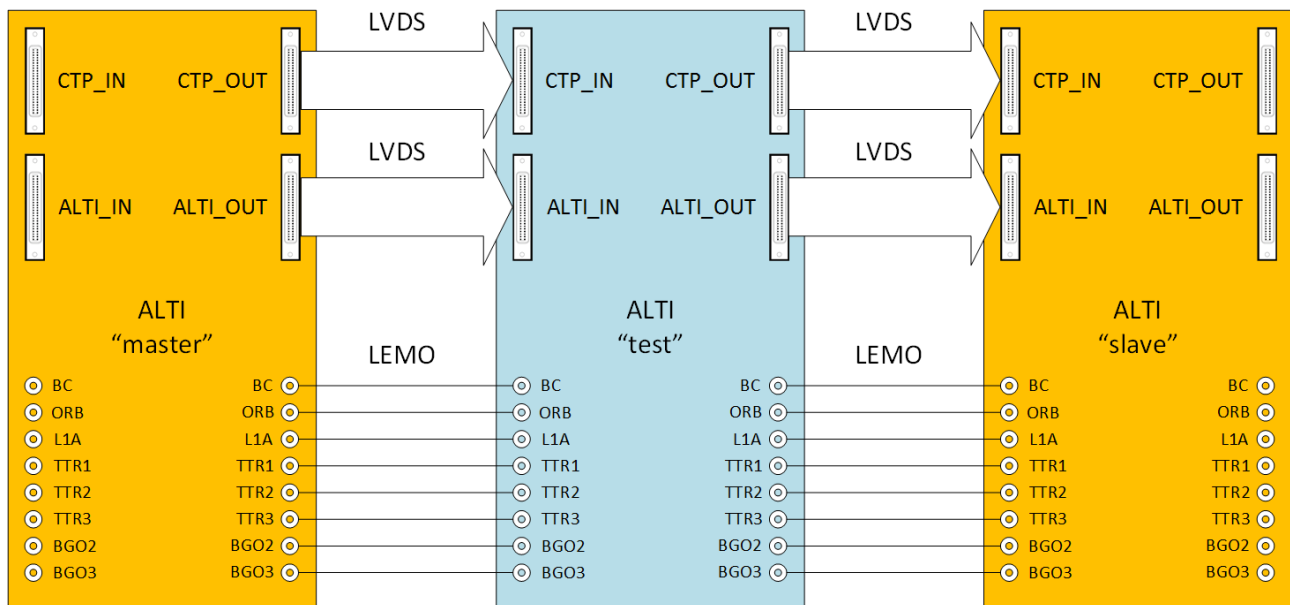 LVDS LVDS
CTP_IN CTP_OUT CTP_IN CTP_OUT CTP_IN CTP_OUT
LVDS LVDS
ALTI_IN ALTI_OUT ALTI_IN ALTI_OUT ALTI_IN ALTI_OUT
ALTI ALTI ALTI
“master” “test” “slave”
LEMO LEMO
BC BC BC BC BC BC
ORB ORB ORB ORB ORB ORB
L1A L1A L1A L1A L1A L1A
TTR1 TTR1 TTR1 TTR1 TTR1 TTR1
TTR2 TTR2 TTR2 TTR2 TTR2 TTR2
TTR3 TTR3 TTR3 TTR3 TTR3 TTR3
BGO2 BGO2 BGO2 BGO2 BGO2 BGO2
BGO3 BGO3 BGO3 BGO3 BGO3 BGO3